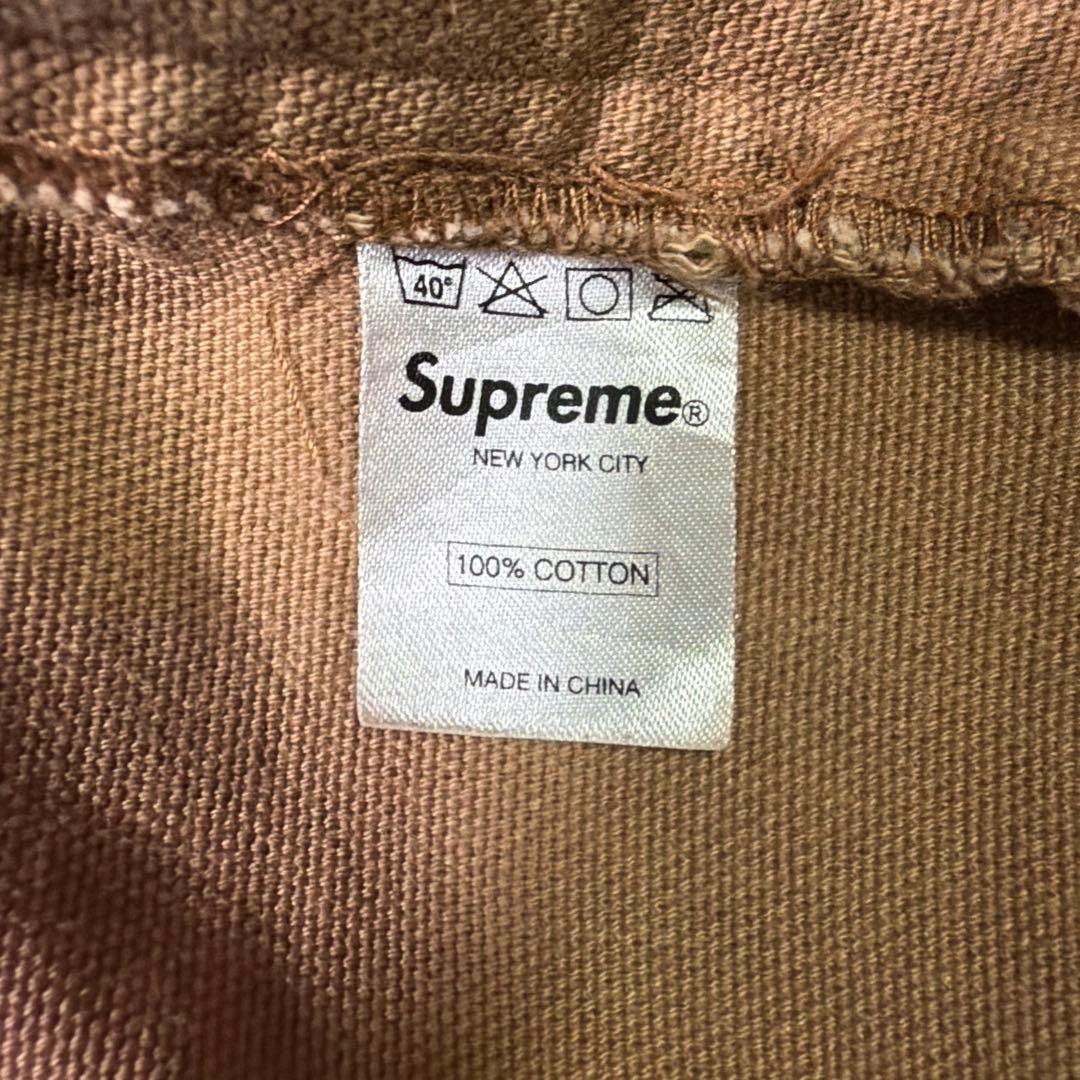 40°
Supreme®
NEW YORK CITY
100% COTTON
MADE IN CHINA